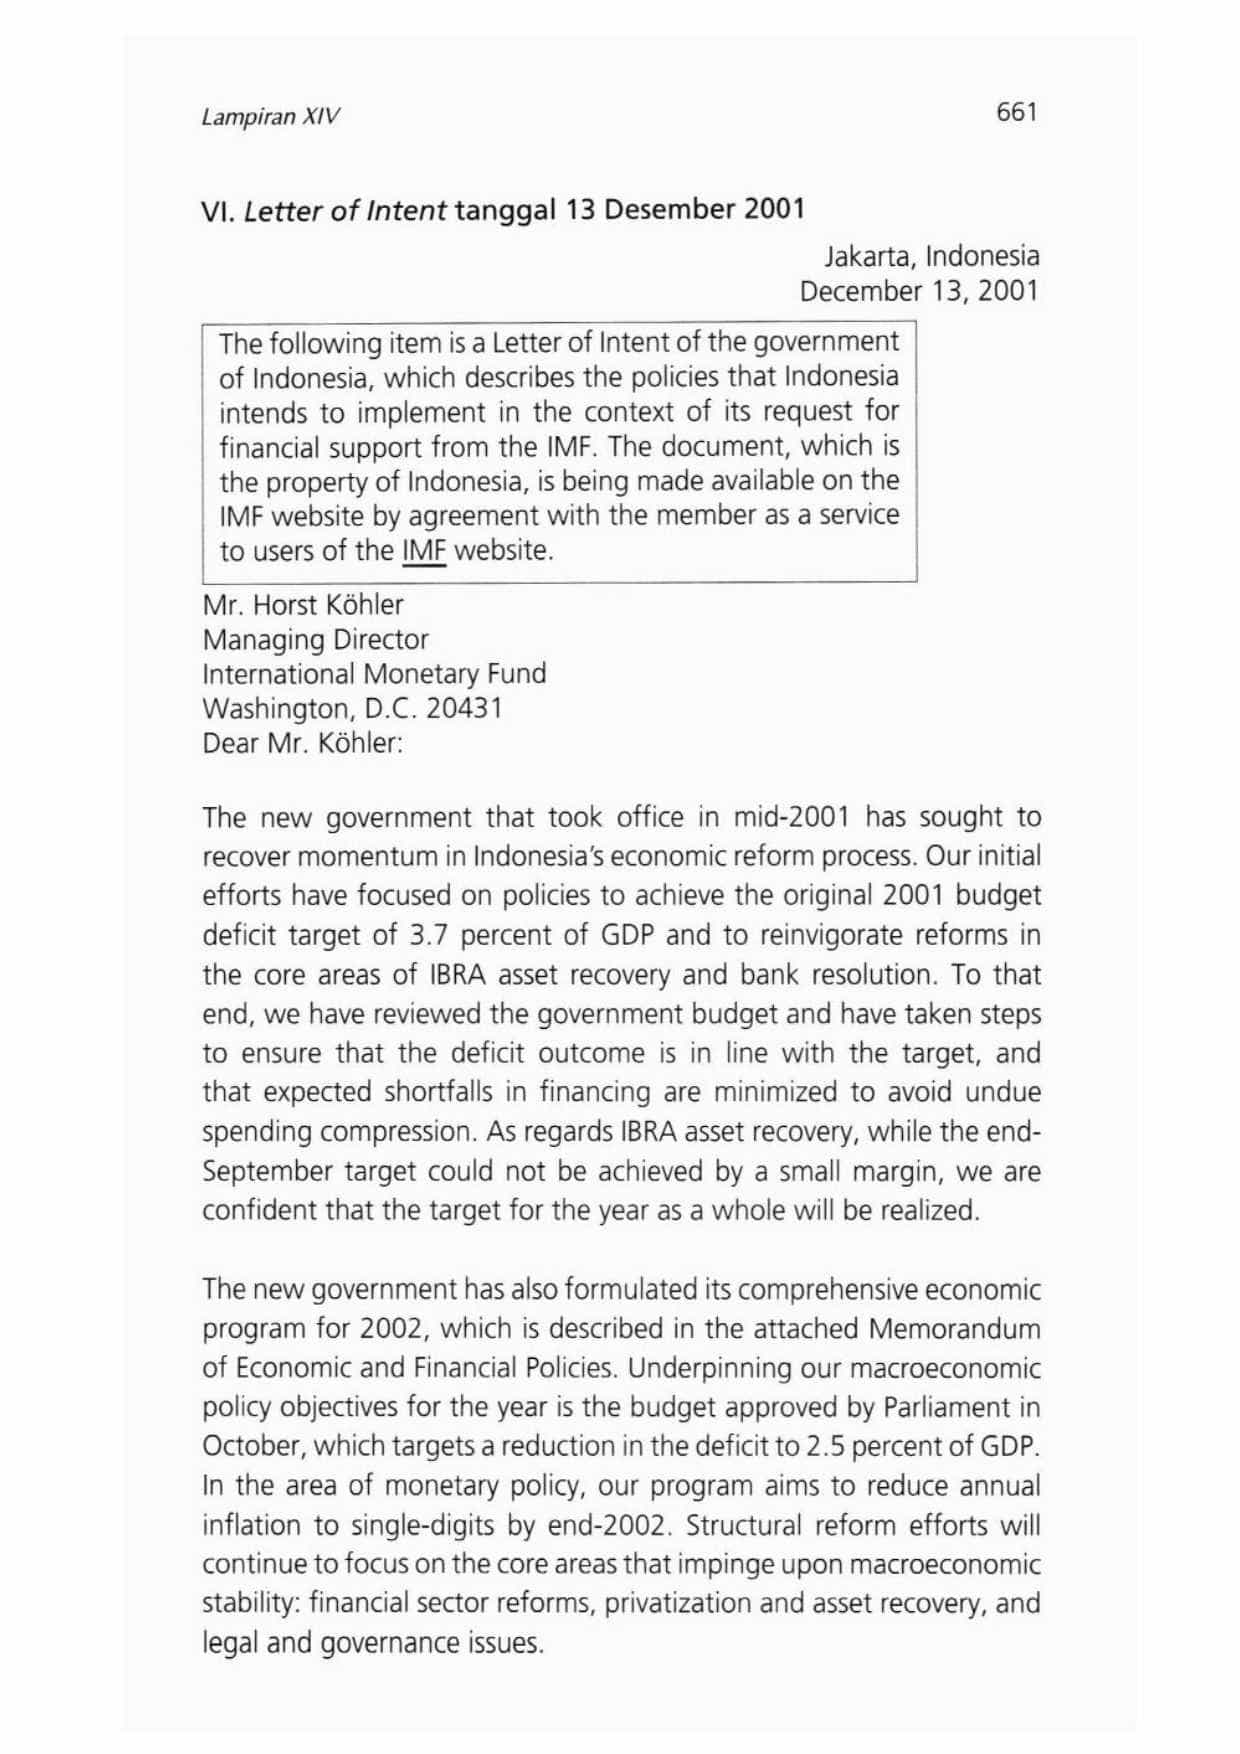 Lampiran XIV
661
VI. Letter of Intent tanggal 13 Desember 2001
Jakarta, Indonesia
December 13, 2001
The following item is a Letter of Intent of the government
of Indonesia, which describes the policies that Indonesia
intends to implement in the context of its request for
financial support from the IMF. The document, which is
the property of Indonesia, is being made available on the
IMF website by agreement with the member as a service
to users of the IMF website.
Mr. Horst Köhler
Managing Director
International Monetary Fund
Washington, D.C. 20431
Dear Mr. Köhler:
The new government that took office in mid-2001 has sought to
recover momentum in Indonesia's economic reform process. Our initial
efforts have focused on policies to achieve the original 2001 budget
deficit target of 3.7 percent of GDP and to reinvigorate reforms in
the core areas of IBRA asset recovery and bank resolution. To that
end, we have reviewed the government budget and have taken steps
to ensure that the deficit outcome is in line with the target, and
that expected shortfalls in financing are minimized to avoid undue
spending compression. As regards IBRA asset recovery, while the end-
September target could not be achieved by a small margin, we are
confident that the target for the year as a whole will be realized.
The new government has also formulated its comprehensive economic
program for 2002, which is described in the attached Memorandum
of Economic and Financial Policies. Underpinning our macroeconomic
policy objectives for the year is the budget approved by Parliament in
October, which targets a reduction in the deficit to 2.5 percent of GDP.
In the area of monetary policy, our program aims to reduce annual
inflation to single-digits by end-2002. Structural reform efforts will
continue to focus on the core areas that impinge upon macroeconomic
stability: financial sector reforms, privatization and asset recovery, and
legal and governance issues.